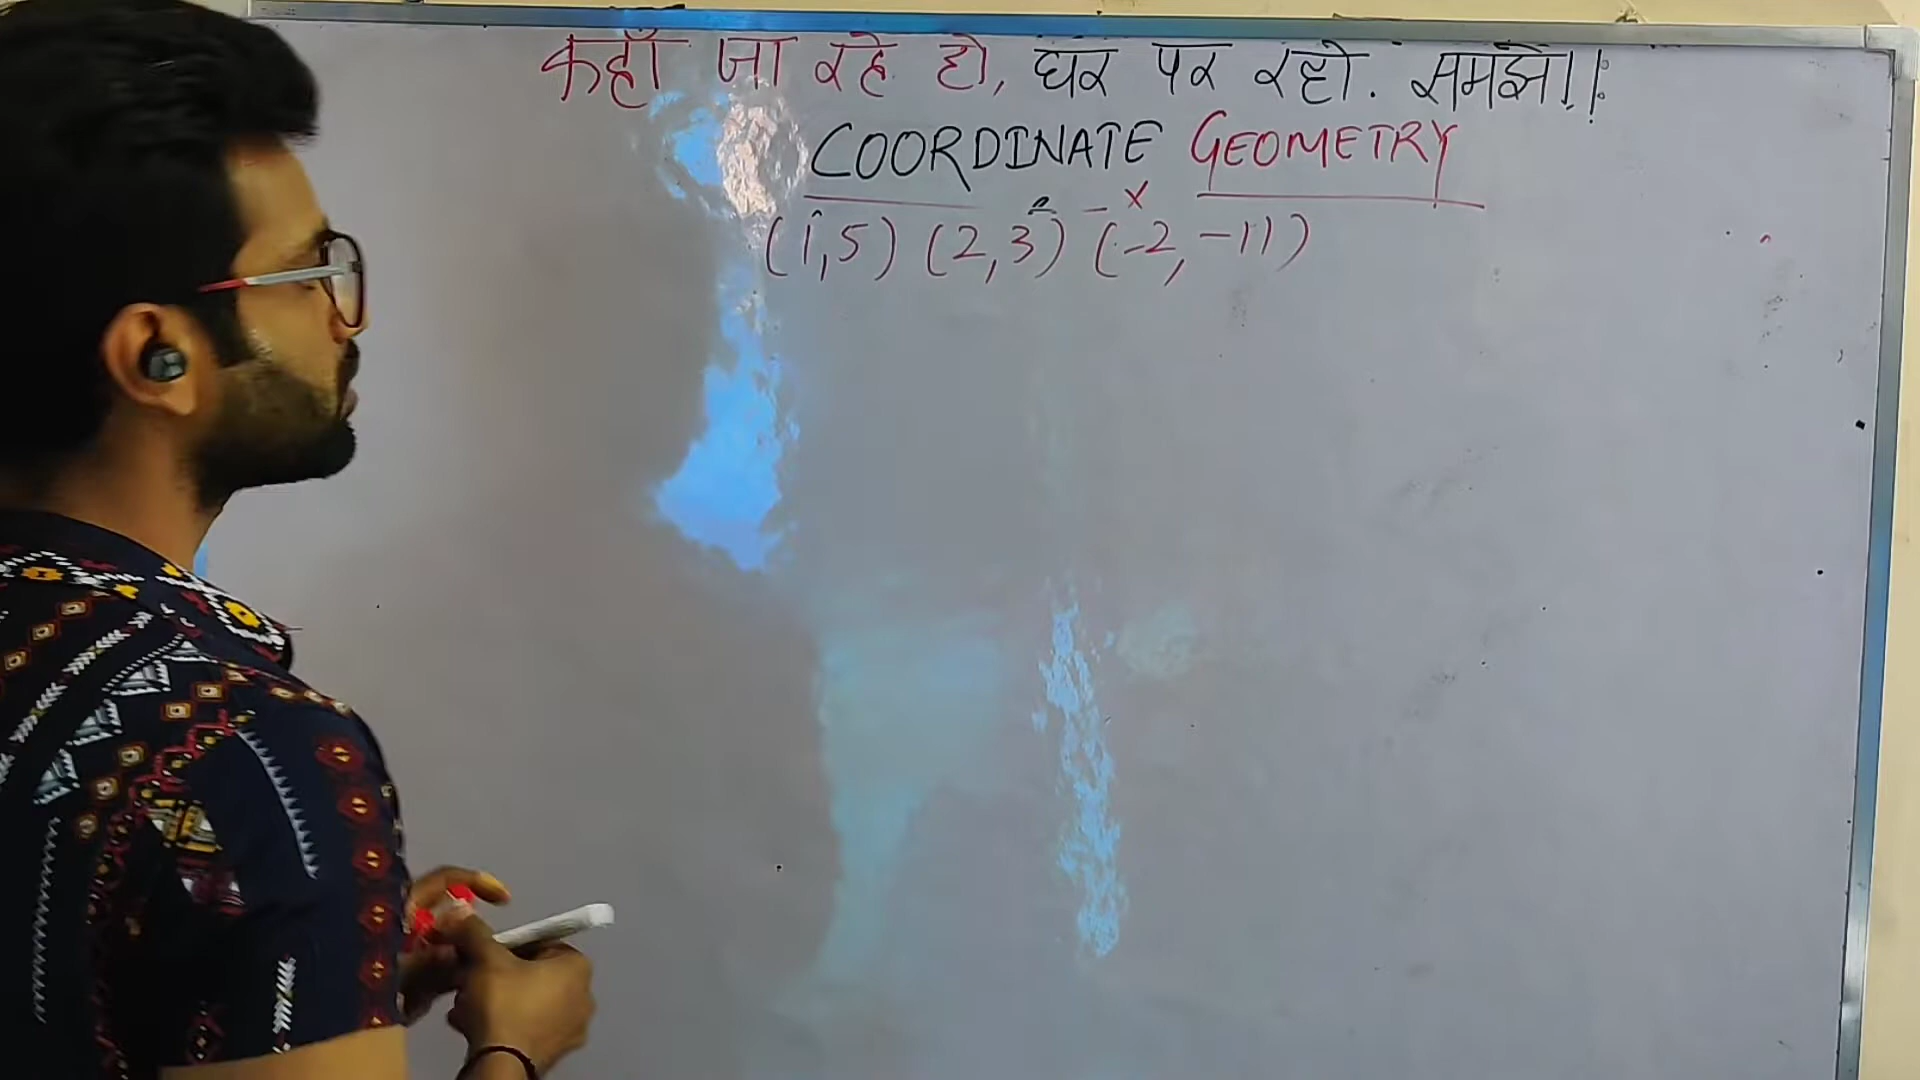 कहाँ जा रहे हो, घर पर रहो. समझे!!
COORDINATE GEOMETRY
(1,5) (2,3) (-2,-11)